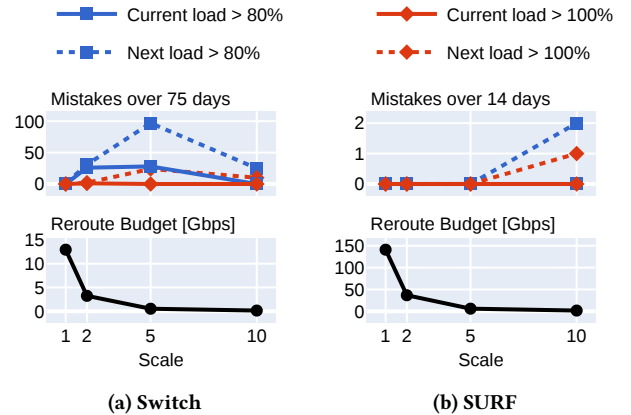 Current load > 80%
Current load > 100%
Next load > 80%
Next load > 100%
Mistakes over 75 days
100
50
0
Reroute Budget [Gbps]
15
10
5
0
1 2 5 10
Scale
(a) Switch
Mistakes over 14 days
2
1
0
Reroute Budget [Gbps]
150
100
50
0
1 2 5 10
Scale
(b) SURF